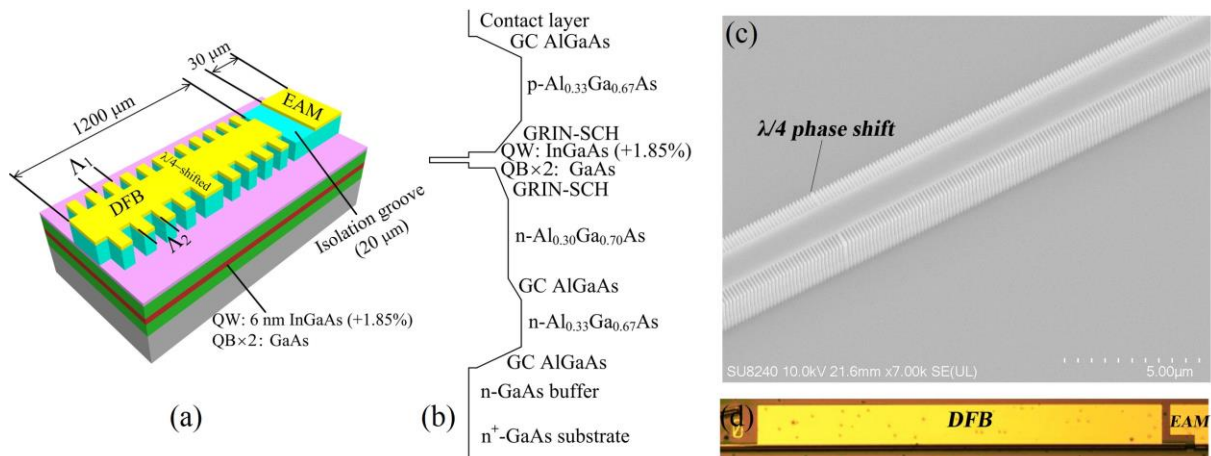 (a)
30 μm
1200 μm
EAM
Λ₁
λ/4-shifted
DFB
Λ₂
Isolation groove
(20 μm)
QW: 6 nm InGaAs (+1.85%)
QB×2: GaAs
(b)
Contact layer
GC AlGaAs
p-Al₀.₃₃Ga₀.₆₇As
GRIN-SCH
QW: InGaAs (+1.85%)
QB×2: GaAs
GRIN-SCH
n-Al₀.₃₀Ga₀.₇₀As
GC AlGaAs
n-Al₀.₃₃Ga₀.₆₇As
GC AlGaAs
n-GaAs buffer
n⁺-GaAs substrate
(c)
λ/4 phase shift
SU8240 10.0kV 21.6mm x7.00k SE(UL)
5.00μm
(d)
DFB
EAM